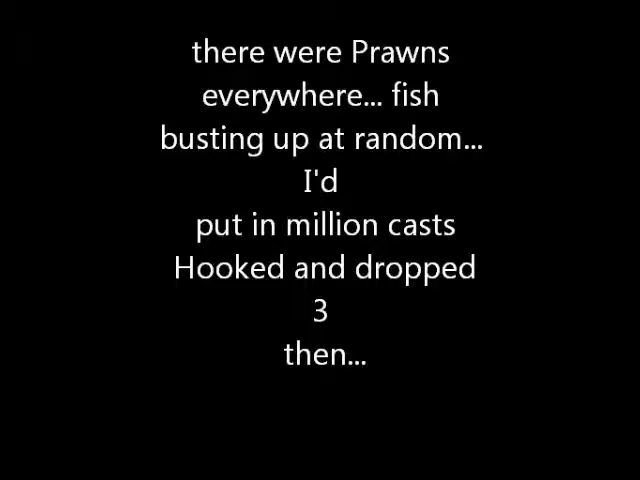 there were Prawns
everywhere... fish
busting up at random...
I'd
put in million casts
Hooked and dropped
3
then...